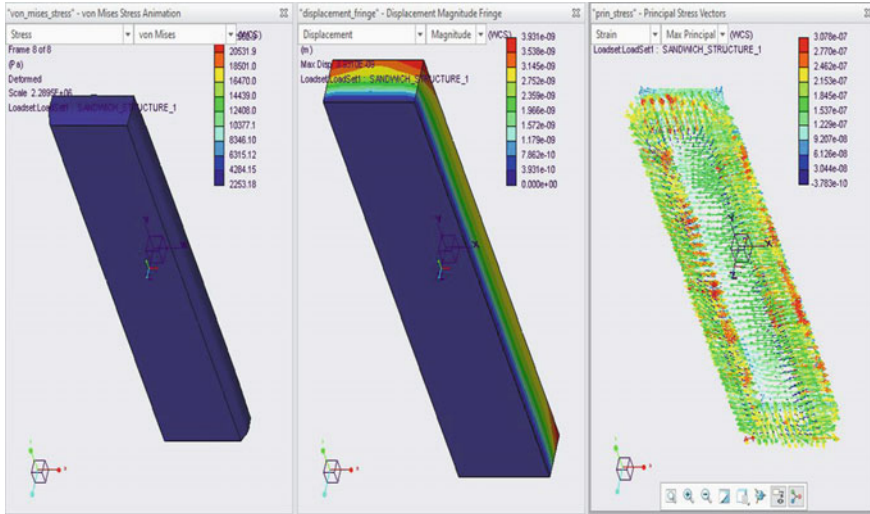 "von_mises_stress" - von Mises Stress Animation
Stress
von Mises
(WCS)
Frame 8 of 8
(Pa)
Deformed
Scale 2.2895E+06
Loadset:LoadSet1 : SANDWICH_STRUCTURE_1
20531.9
18501.0
16470.0
14439.0
12408.0
10377.1
8346.10
6315.12
4284.15
2253.18
"displacement_fringe" - Displacement Magnitude Fringe
Displacement
Magnitude
(WCS)
(m)
Max Disp
Loadset:LoadSet1 : SANDWICH_STRUCTURE_1
3.931e-09
3.538e-09
3.145e-09
2.752e-09
2.359e-09
1.966e-09
1.572e-09
1.179e-09
7.862e-10
3.931e-10
0.000e+00
"prin_stress" - Principal Stress Vectors
Strain
Max Principal
(WCS)
Loadset:LoadSet1 : SANDWICH_STRUCTURE_1
3.078e-07
2.770e-07
2.462e-07
2.153e-07
1.845e-07
1.537e-07
1.229e-07
9.207e-08
6.126e-08
3.044e-08
-3.783e-10